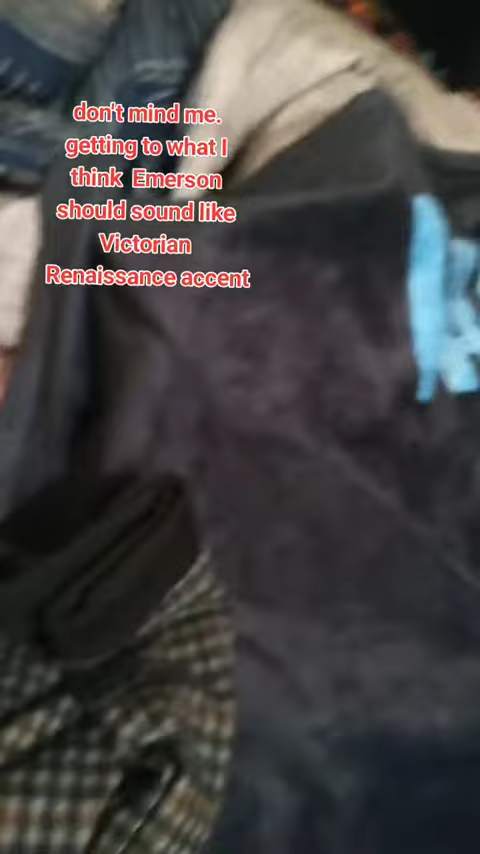 don't mind me.
getting to what I
think Emerson
should sound like
Victorian
Renaissance accent